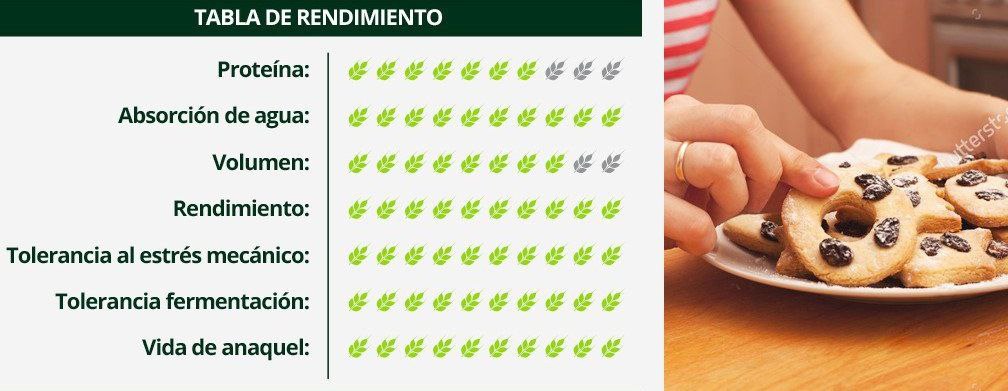 TABLA DE RENDIMIENTO
Proteína:
Absorción de agua:
Volumen:
Rendimiento:
Tolerancia al estrés mecánico:
Tolerancia fermentación:
Vida de anaquel: